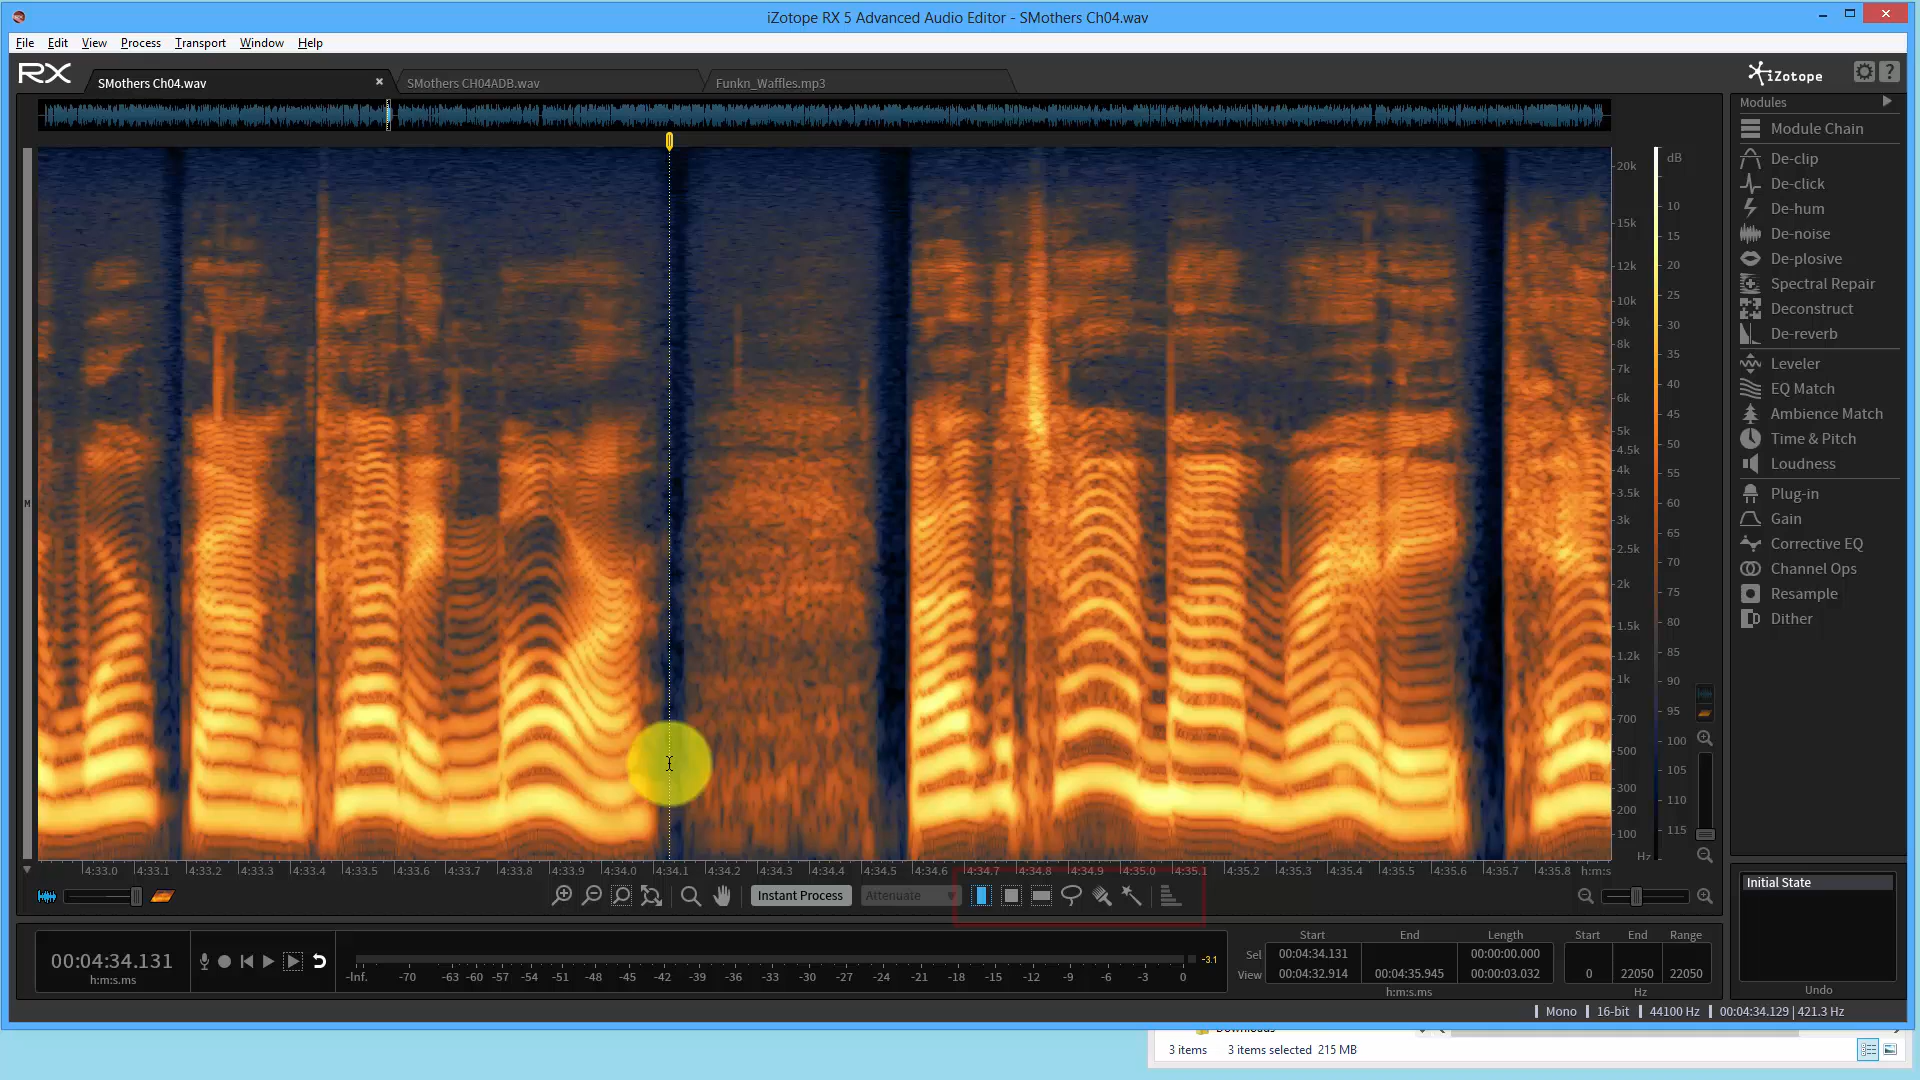 iZotope RX 5 Advanced Audio Editor - SMothers Ch04.wav
File Edit View Process Transport Window Help
RX
SMothers Ch04.wav
SMothers CH04ADB.wav
Funkn_Waffles.mp3
iZotope
?
Modules
Module Chain
De-clip
De-click
De-hum
De-noise
De-plosive
Spectral Repair
Deconstruct
De-reverb
Leveler
EQ Match
Ambience Match
Time & Pitch
Loudness
Plug-in
Gain
Corrective EQ
Channel Ops
Resample
Dither
20k
15k
12k
10k
9k
8k
7k
6k
5k
4.5k
4k
3.5k
3k
2.5k
2k
1.5k
1.2k
1k
700
500
300
200
100
Hz
dB
10
15
20
25
30
35
40
45
50
55
60
65
70
75
80
85
90
95
100
105
110
115
M
4:33.0 4:33.1 4:33.2 4:33.3 4:33.4 4:33.5 4:33.6 4:33.7 4:33.8 4:33.9 4:34.0 4:34.1 4:34.2 4:34.3 4:34.4 4:34.5 4:34.6 4:34.7 4:34.8 4:34.9 4:35.0 4:35.1 4:35.2 4:35.3 4:35.4 4:35.5 4:35.6 4:35.7 4:35.8 h:m:s
Instant Process
Attenuate
Initial State
Undo
00:04:34.131
h:m:s.ms
-Inf. -70 -63 -60 -57 -54 -51 -48 -45 -42 -39 -36 -33 -30 -27 -24 -21 -18 -15 -12 -9 -6 -3 0
-3.1
Start End Length Start End Range
Sel 00:04:34.131 00:00:00.000
View 00:04:32.914 00:04:35.945 00:00:03.032 0 22050 22050
h:m:s.ms Hz
Mono 16-bit 44100 Hz 00:04:34.129 | 421.3 Hz
Downloads
3 items 3 items selected 215 MB